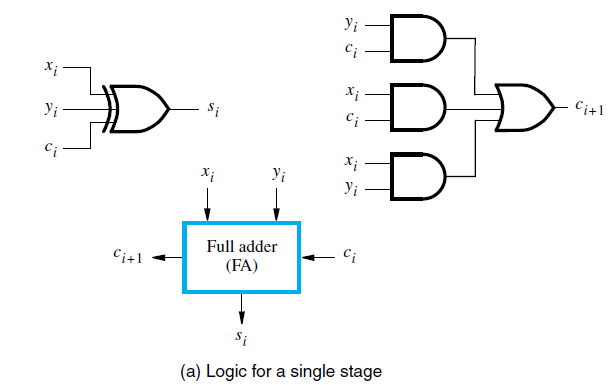 x_i
y_i
c_i
s_i
y_i
c_i
x_i
c_i
x_i
y_i
c_{i+1}
x_i
y_i
c_{i+1}
Full adder
(FA)
c_i
s_i
(a) Logic for a single stage